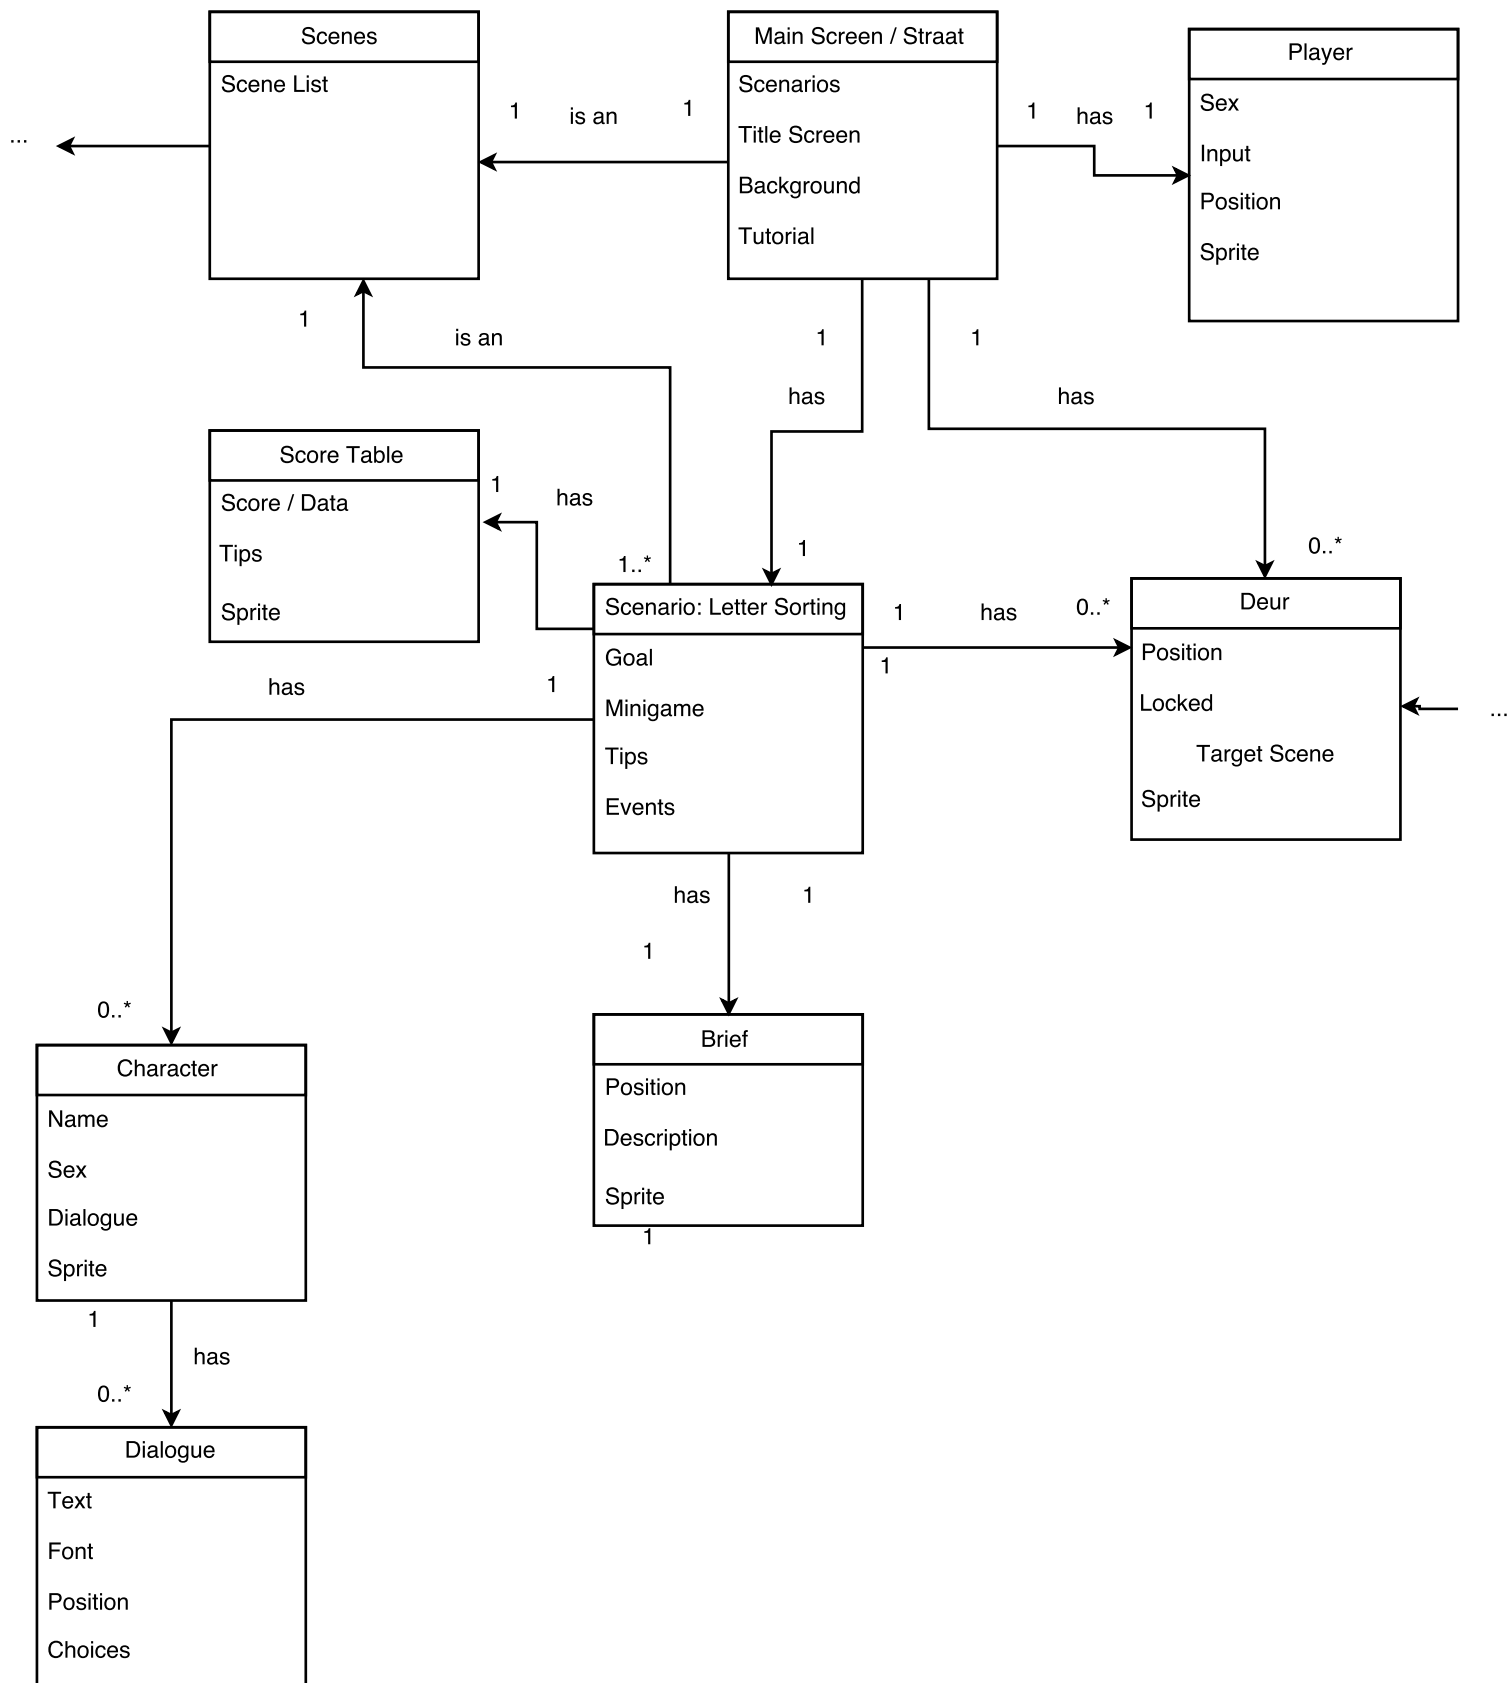 Scenes
Scene List
Main Screen / Straat
Scenarios
Title Screen
Background
Tutorial
Player
Sex
Input
Position
Sprite
...
1
is an
1
1
has
1
1
is an
1
has
1
has
Score Table
Score / Data
Tips
Sprite
1
has
1..*
1
0..*
Scenario: Letter Sorting
Goal
Minigame
Tips
Events
1
has
0..*
1
Deur
Position
Locked
Target Scene
Sprite
...
has
1
has
1
1
0..*
Brief
Position
Description
Sprite
1
Character
Name
Sex
Dialogue
Sprite
1
has
0..*
Dialogue
Text
Font
Position
Choices